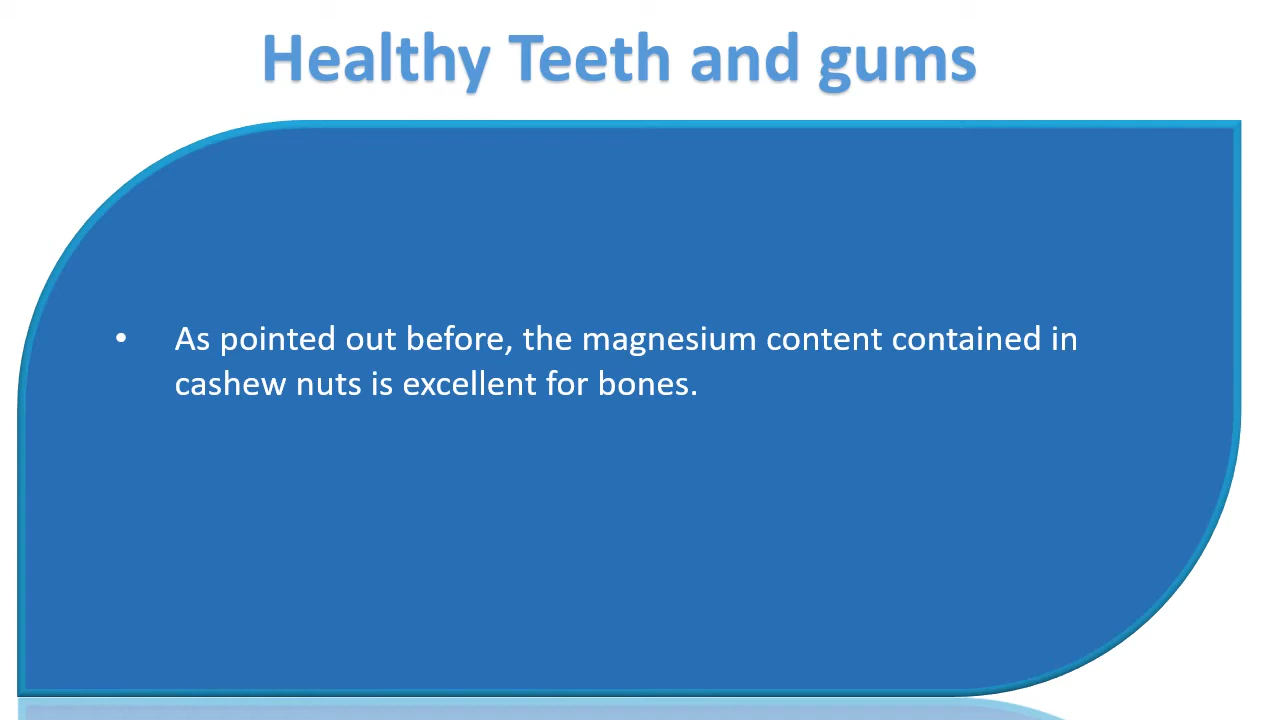 Healthy Teeth and gums
• As pointed out before, the magnesium content contained in
cashew nuts is excellent for bones.